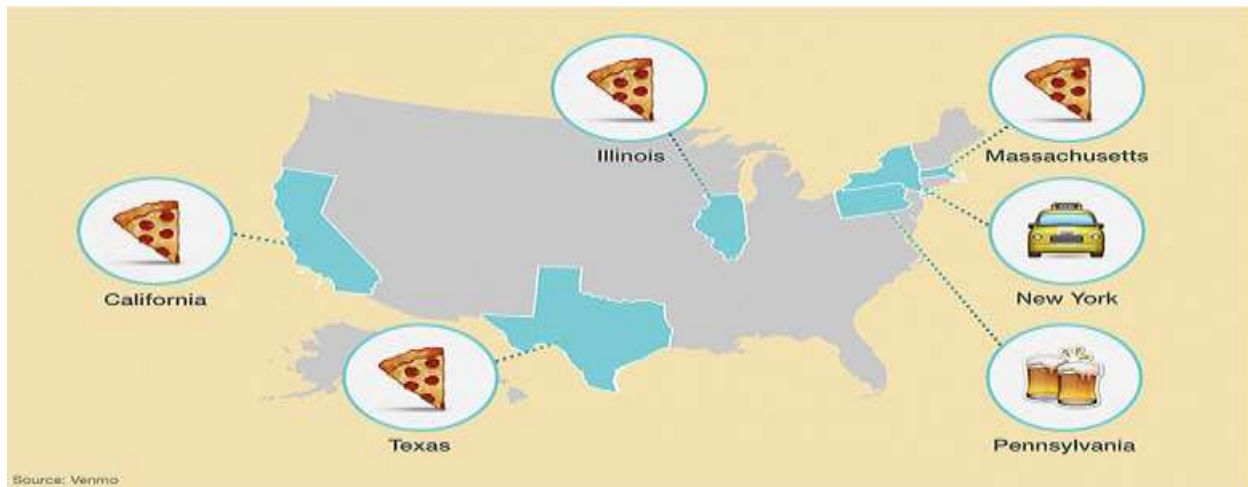 Illinois
Massachusetts
California
New York
Texas
Pennsylvania
Source: Venmo